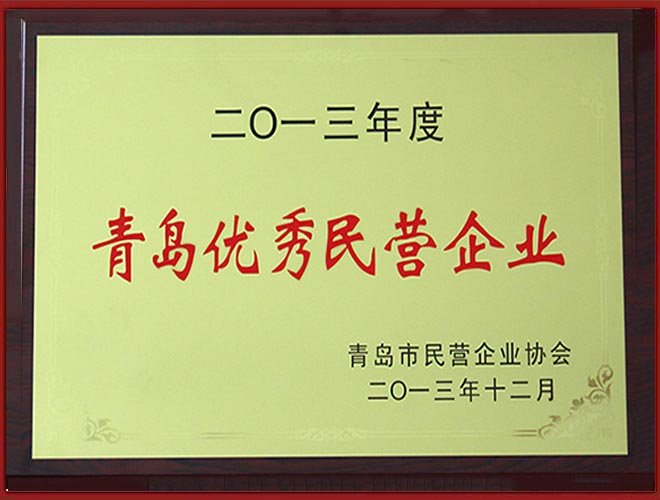 二〇一三年度
青岛优秀民营企业
青岛市民营企业协会
二〇一三年十二月